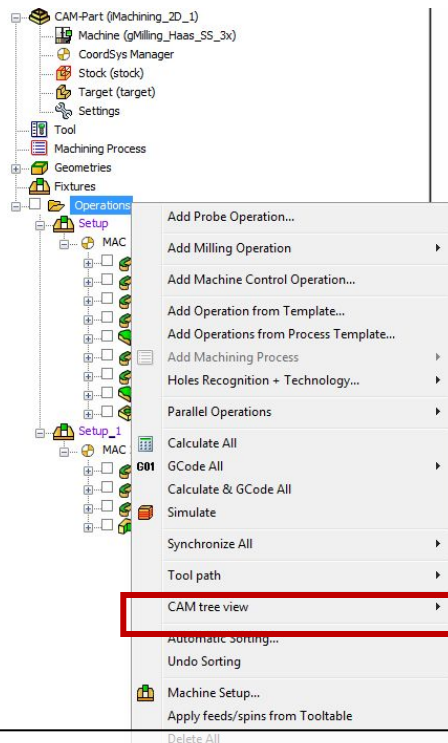 CAM-Part (iMachining_2D_1)
Machine (gMilling_Haas_SS_3x)
CoordSys Manager
Stock (stock)
Target (target)
Settings
Tool
Machining Process
Geometries
Fixtures
Operations
Setup
MAC
Setup_1
MAC
Add Probe Operation...
Add Milling Operation
Add Machine Control Operation...
Add Operation from Template...
Add Operations from Process Template...
Add Machining Process
Holes Recognition + Technology...
Parallel Operations
Calculate All
G01 GCode All
Calculate & GCode All
Simulate
Synchronize All
Tool path
CAM tree view
Automatic Sorting...
Undo Sorting
Machine Setup...
Apply feeds/spins from Tooltable
Delete All